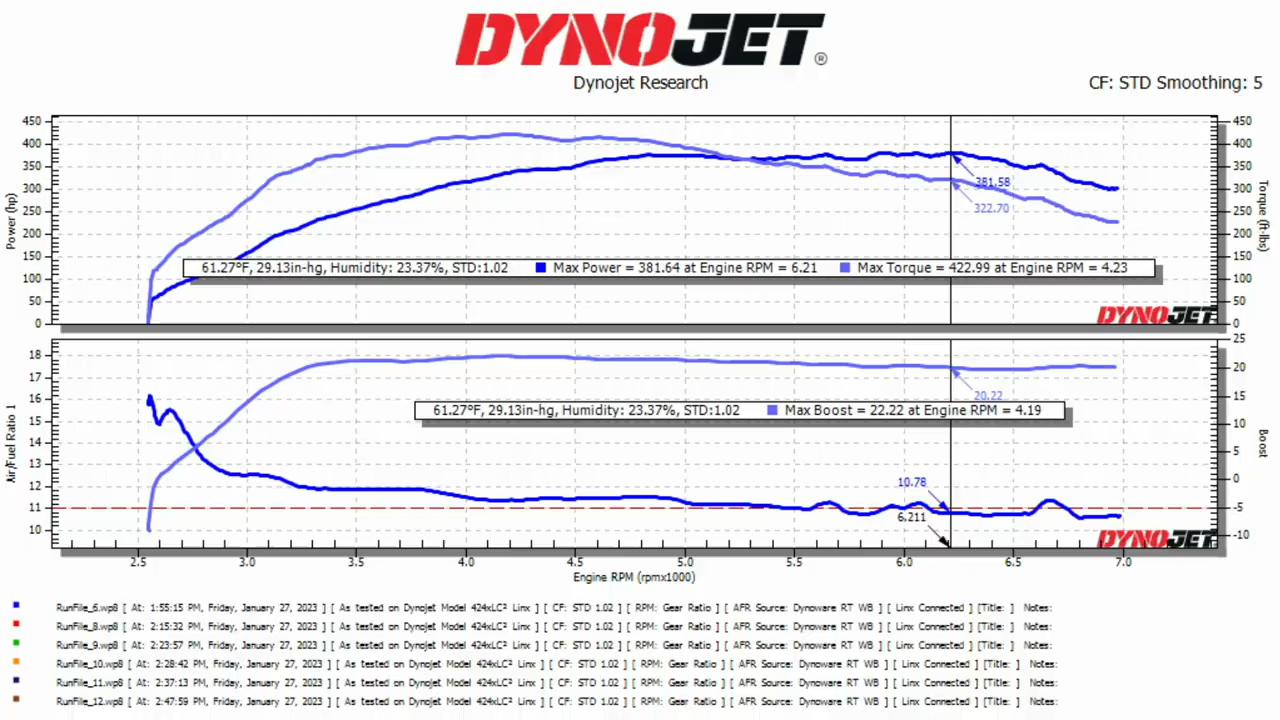 DYNOJET®
Dynojet Research
CF: STD Smoothing: 5
450 400 350 300 250 200 150 100 50 0
Power (hp)
450 400 350 300 250 200 150 100 50 0
Torque (ft-lbs)
381.58
322.70
61.27°F, 29.13in-hg, Humidity: 23.37%, STD:1.02 Max Power = 381.64 at Engine RPM = 6.21 Max Torque = 422.99 at Engine RPM = 4.23
DYNOJET
18 17 16 15 14 13 12 11 10
Air/Fuel Ratio 1
25 20 15 10 5 0 -5 -10
Boost
20.22
61.27°F, 29.13in-hg, Humidity: 23.37%, STD:1.02 Max Boost = 22.22 at Engine RPM = 4.19
10.78
6.211
DYNOJET
2.5 3.0 3.5 4.0 4.5 5.0 5.5 6.0 6.5 7.0
Engine RPM (rpmx1000)
RunFile_6.wp8 [ At: 1:55:15 PM, Friday, January 27, 2023 ] [ As tested on Dynojet Model 424xLC² Linx ] [ CF: STD 1.02 ] [ RPM: Gear Ratio ] [ AFR Source: Dynoware RT WB ] [ Linx Connected ] [Title: ] Notes:
RunFile_8.wp8 [ At: 2:15:32 PM, Friday, January 27, 2023 ] [ As tested on Dynojet Model 424xLC² Linx ] [ CF: STD 1.02 ] [ RPM: Gear Ratio ] [ AFR Source: Dynoware RT WB ] [ Linx Connected ] [Title: ] Notes:
RunFile_9.wp8 [ At: 2:23:57 PM, Friday, January 27, 2023 ] [ As tested on Dynojet Model 424xLC² Linx ] [ CF: STD 1.02 ] [ RPM: Gear Ratio ] [ AFR Source: Dynoware RT WB ] [ Linx Connected ] [Title: ] Notes:
RunFile_10.wp8 [ At: 2:28:42 PM, Friday, January 27, 2023 ] [ As tested on Dynojet Model 424xLC² Linx ] [ CF: STD 1.02 ] [ RPM: Gear Ratio ] [ AFR Source: Dynoware RT WB ] [ Linx Connected ] [Title: ] Notes:
RunFile_11.wp8 [ At: 2:37:13 PM, Friday, January 27, 2023 ] [ As tested on Dynojet Model 424xLC² Linx ] [ CF: STD 1.02 ] [ RPM: Gear Ratio ] [ AFR Source: Dynoware RT WB ] [ Linx Connected ] [Title: ] Notes:
RunFile_12.wp8 [ At: 2:47:59 PM, Friday, January 27, 2023 ] [ As tested on Dynojet Model 424xLC² Linx ] [ CF: STD 1.02 ] [ RPM: Gear Ratio ] [ AFR Source: Dynoware RT WB ] [ Linx Connected ] [Title: ] Notes: